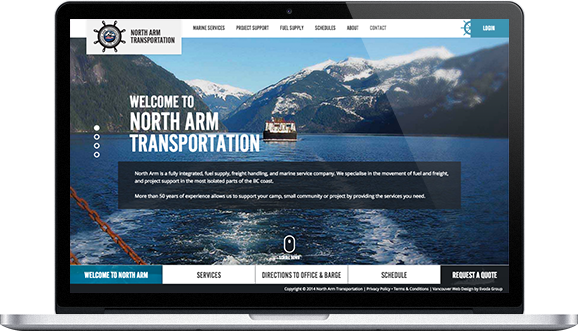 NORTH ARM
TRANSPORTATION
MARINE SERVICES PROJECT SUPPORT FUEL SUPPLY SCHEDULES ABOUT CONTACT
LOGIN
WELCOME TO
NORTH ARM
TRANSPORTATION
North Arm is a fully integrated, fuel supply, freight handling, and marine service company. We specialise in the movement of fuel and freight,
and project support in the most isolated parts of the BC coast.
More than 50 years of experience allows us to support your camp, small community or project by providing the services you need.
SCROLL DOWN
WELCOME TO NORTH ARM SERVICES DIRECTIONS TO OFFICE & BARGE SCHEDULE REQUEST A QUOTE
Copyright © 2014 North Arm Transportation | Privacy Policy - Terms & Conditions | Vancouver Web Design by Evoda Group